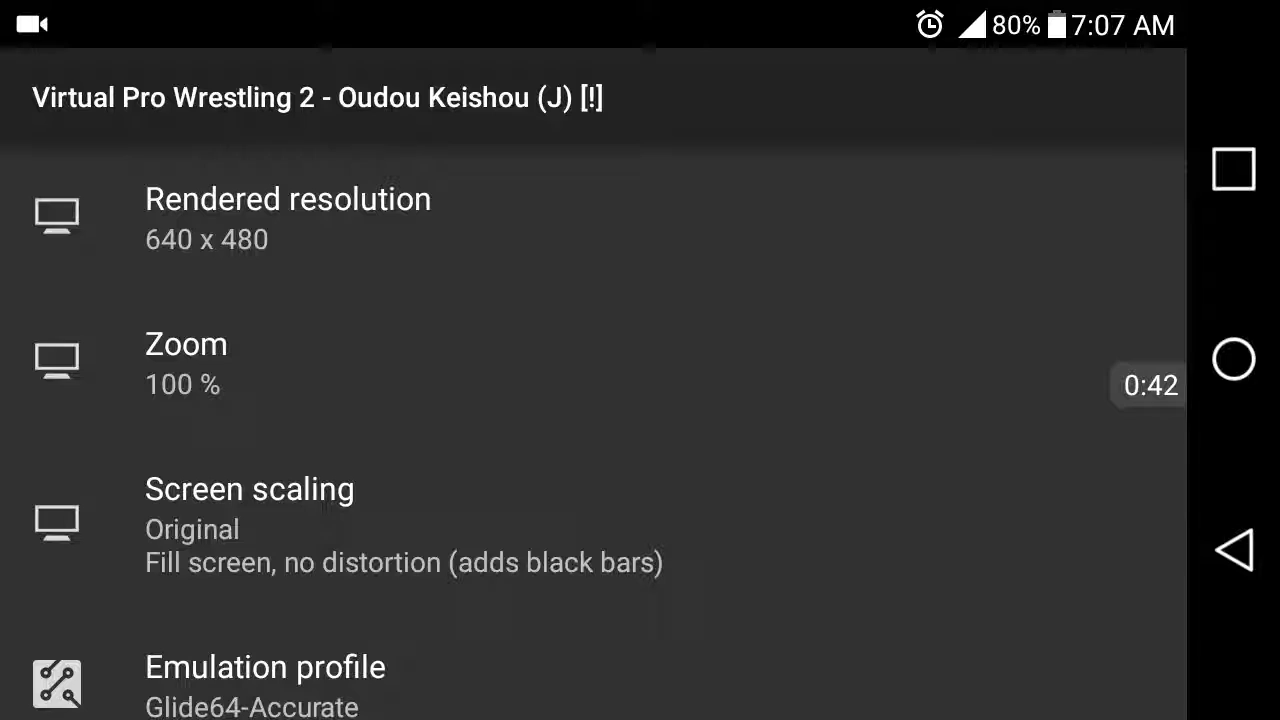 80% 7:07 AM
Virtual Pro Wrestling 2 - Oudou Keishou (J) [!]
Rendered resolution
640 x 480
Zoom
100 %
0:42
Screen scaling
Original
Fill screen, no distortion (adds black bars)
Emulation profile
Glide64-Accurate